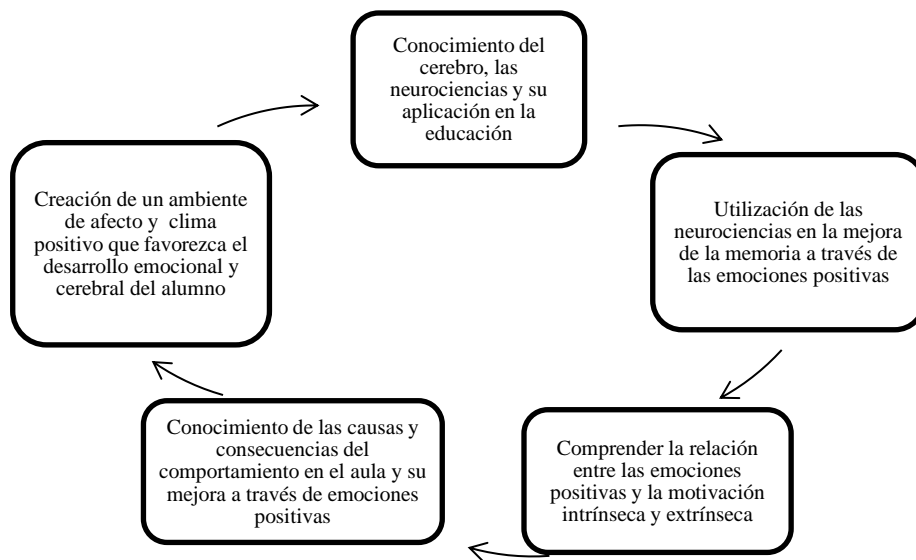 Conocimiento del
cerebro, las
neurociencias y su
aplicación en la
educación
Utilización de las
neurociencias en la mejora
de la memoria a través de
las emociones positivas
Comprender la relación
entre las emociones
positivas y la motivación
intrínseca y extrínseca
Conocimiento de las causas y
consecuencias del
comportamiento en el aula y su
mejora a través de emociones
positivas
Creación de un ambiente
de afecto y  clima
positivo que favorezca el
desarrollo emocional y
cerebral del alumno